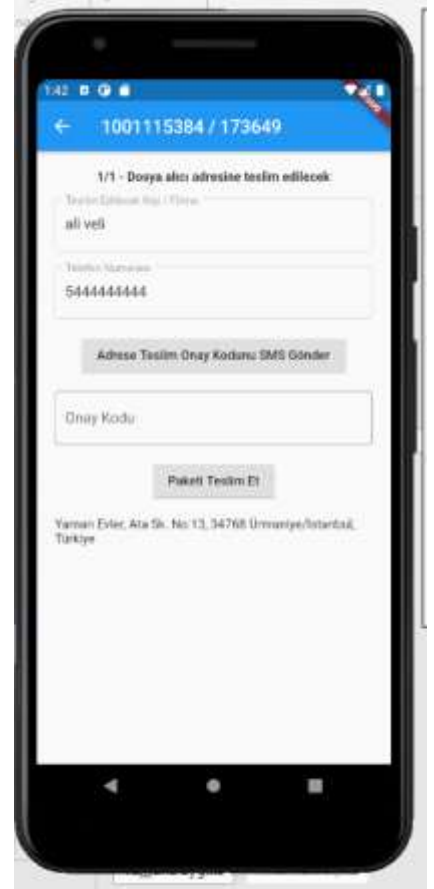 1:42
1001115384 / 173649
1/1 - Dosya alıcı adresine teslim edilecek
Teslim Edilecek Kişi / Firma
ali veli
Telefon Numarası
5444444444
Adrese Teslim Onay Kodunu SMS Gönder
Onay Kodu
Paketi Teslim Et
Yaman Evler, Ata Sk. No:13, 34768 Ümraniye/İstanbul,
Türkiye